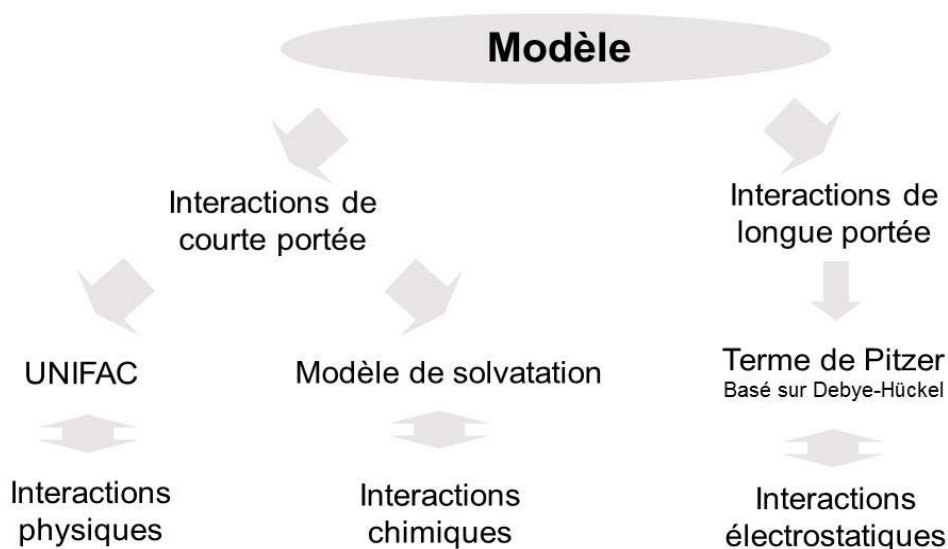 Modèle
Interactions de
courte portée
Interactions de
longue portée
UNIFAC
Modèle de solvatation
Terme de Pitzer
Basé sur Debye-Hückel
Interactions
physiques
Interactions
chimiques
Interactions
électrostatiques